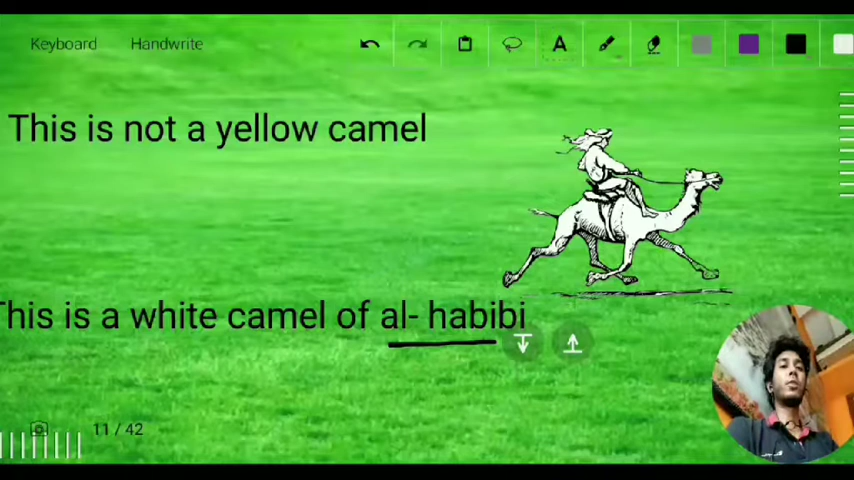 Keyboard Handwrite
A
This is not a yellow camel
This is a white camel of al- habibi
11 / 42